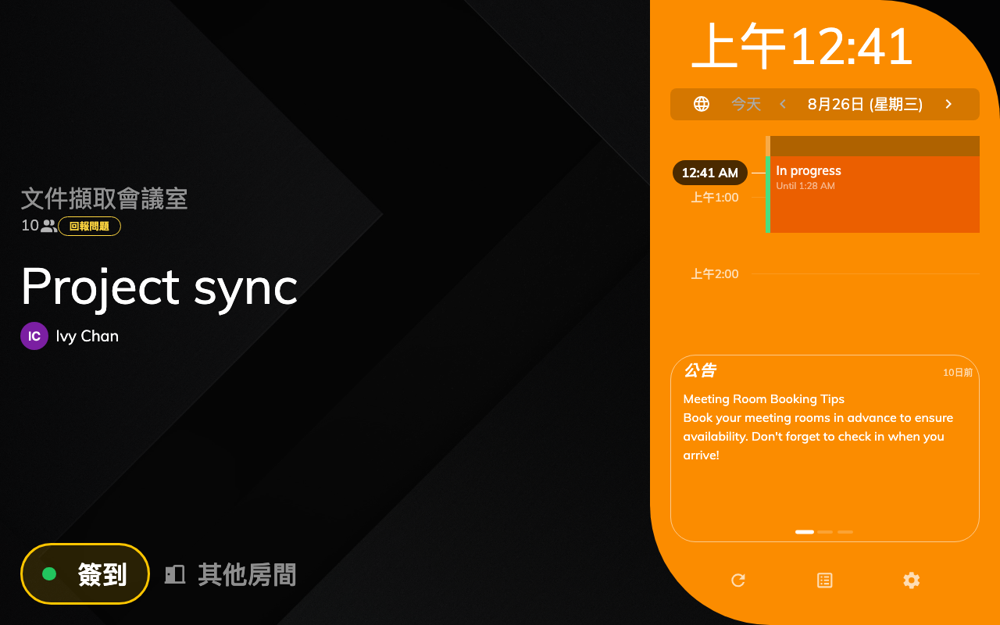 文件擷取會議室
10
回報問題
Project sync
IC
Ivy Chan
簽到
其他房間
上午12:41
今天
8月26日 (星期三)
12:41 AM
In progress
Until 1:28 AM
上午1:00
上午2:00
公告
10日前
Meeting Room Booking Tips
Book your meeting rooms in advance to ensure
availability. Don't forget to check in when you
arrive!